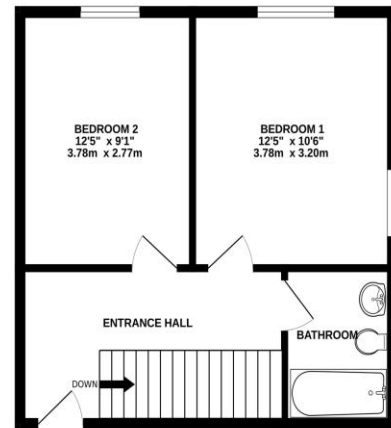 BEDROOM 2
12'5" x 9'1"
3.78m x 2.77m
BEDROOM 1
12'5" x 10'6"
3.78m x 3.20m
ENTRANCE HALL
BATHROOM
DOWN